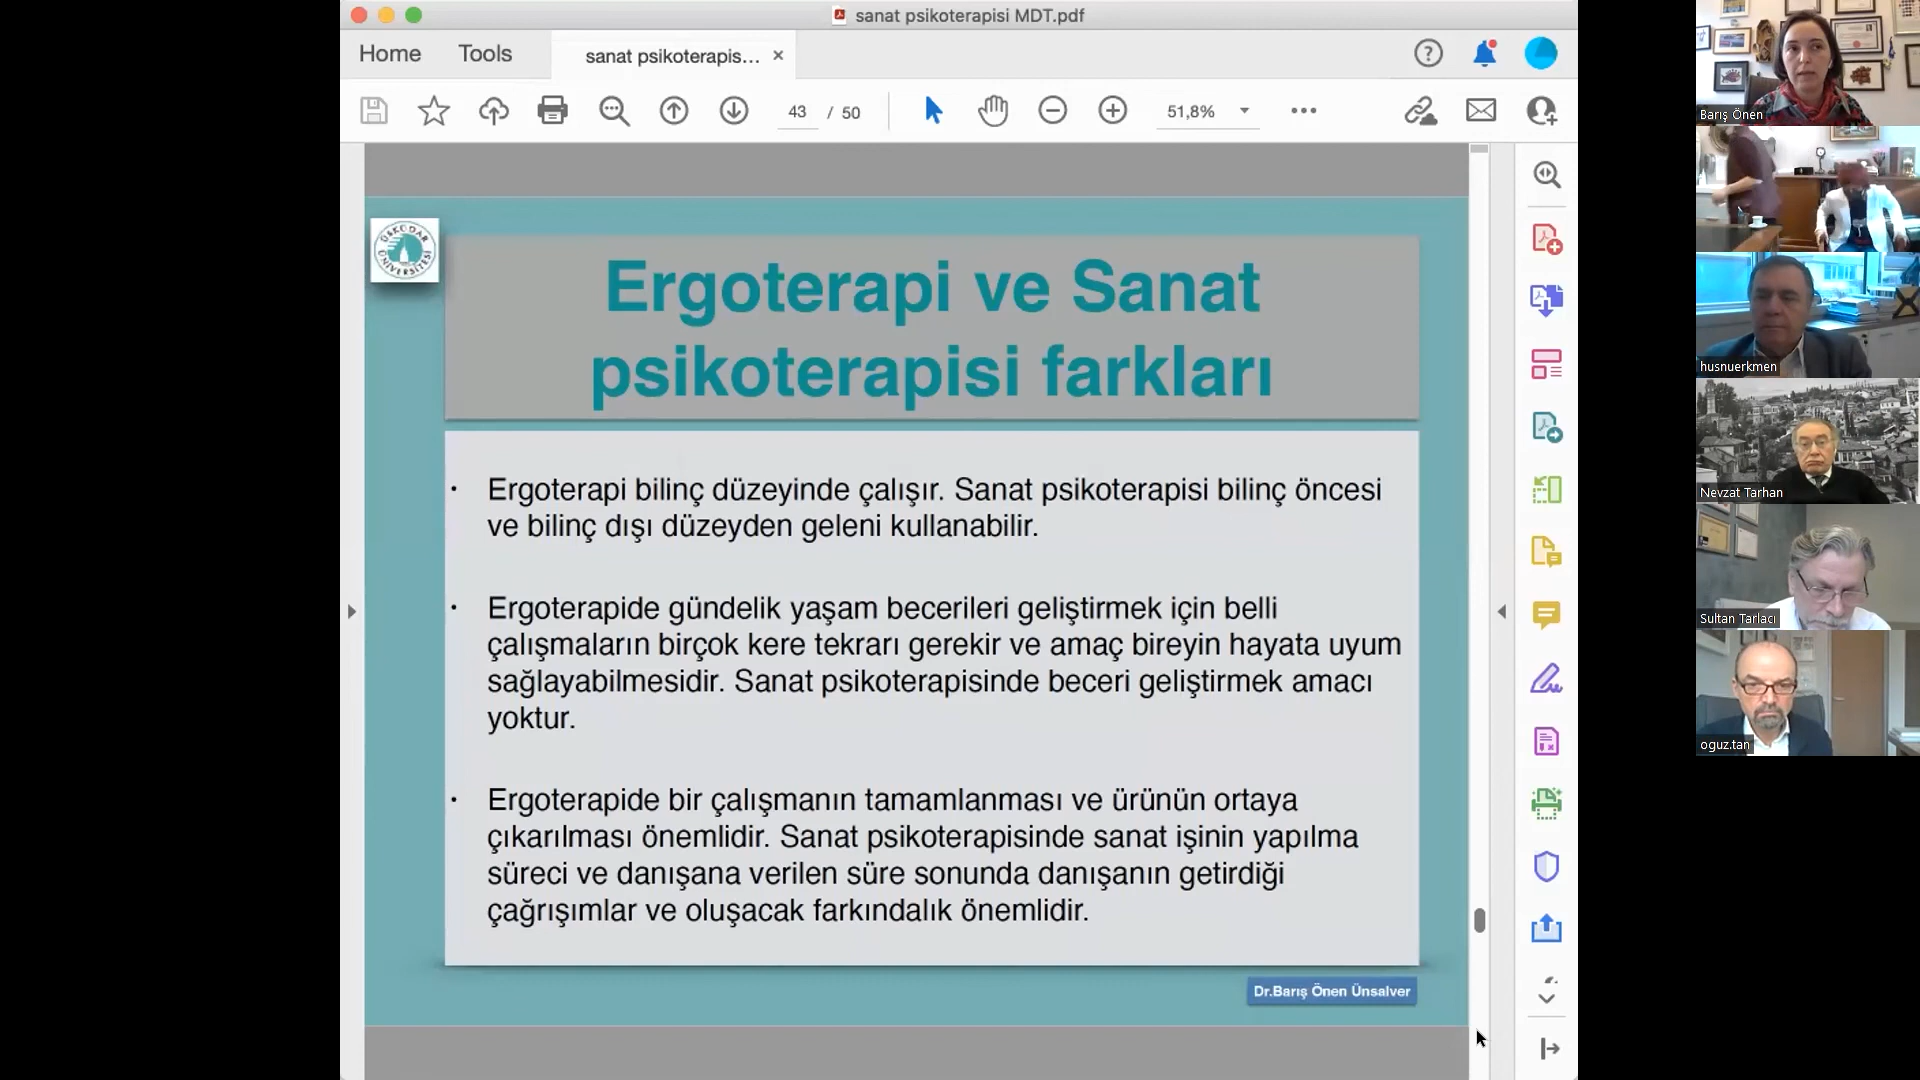 sanat psikoterapisi MDT.pdf
Home
Tools
sanat psikoterapis...
43 / 50
51,8%
ÜSKÜDAR ÜNİVERSİTESİ
Ergoterapi ve Sanat
psikoterapisi farkları
· Ergoterapi bilinç düzeyinde çalışır. Sanat psikoterapisi bilinç öncesi
ve bilinç dışı düzeyden geleni kullanabilir.
· Ergoterapide gündelik yaşam becerileri geliştirmek için belli
çalışmaların birçok kere tekrarı gerekir ve amaç bireyin hayata uyum
sağlayabilmesidir. Sanat psikoterapisinde beceri geliştirmek amacı
yoktur.
· Ergoterapide bir çalışmanın tamamlanması ve ürünün ortaya
çıkarılması önemlidir. Sanat psikoterapisinde sanat işinin yapılma
süreci ve danışana verilen süre sonunda danışanın getirdiği
çağrışımlar ve oluşacak farkındalık önemlidir.
Dr.Barış Önen Ünsalver
Barış Önen
husnuerkmen
Nevzat Tarhan
Sultan Tarlacı
oguz.tan